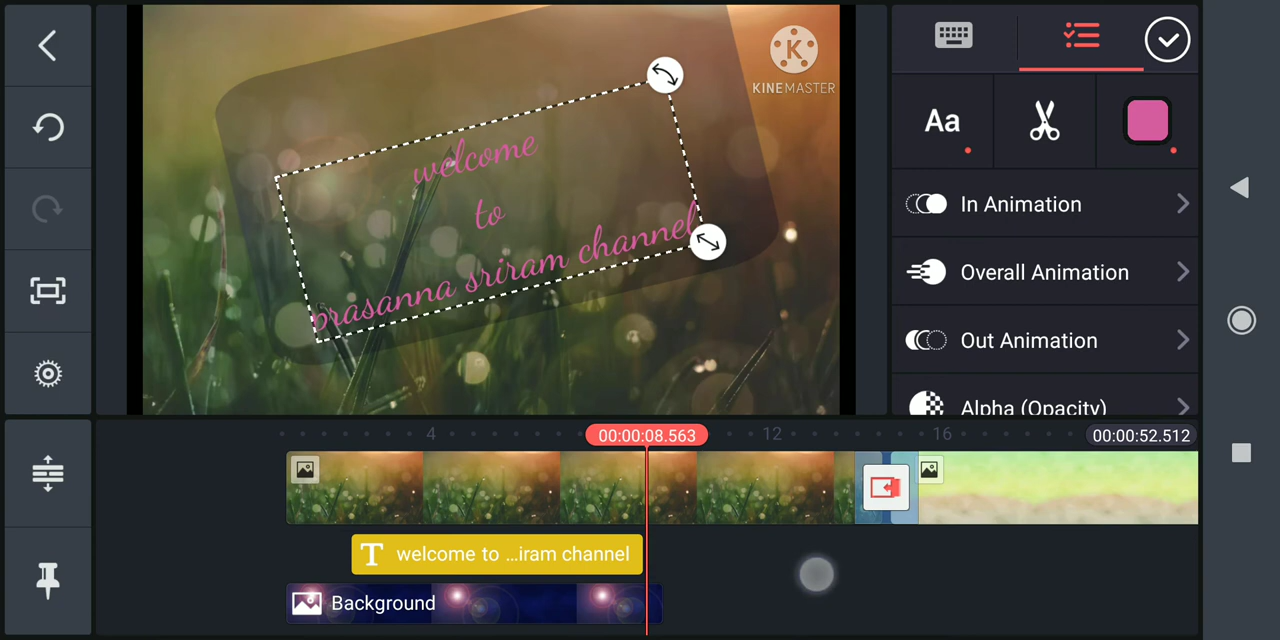 KINEMASTER
welcome
to
prasanna sriram channel
Aa
In Animation
Overall Animation
Out Animation
Alpha (Opacity)
4
00:00:08.563
12
16
00:00:52.512
T welcome to ...iram channel
Background